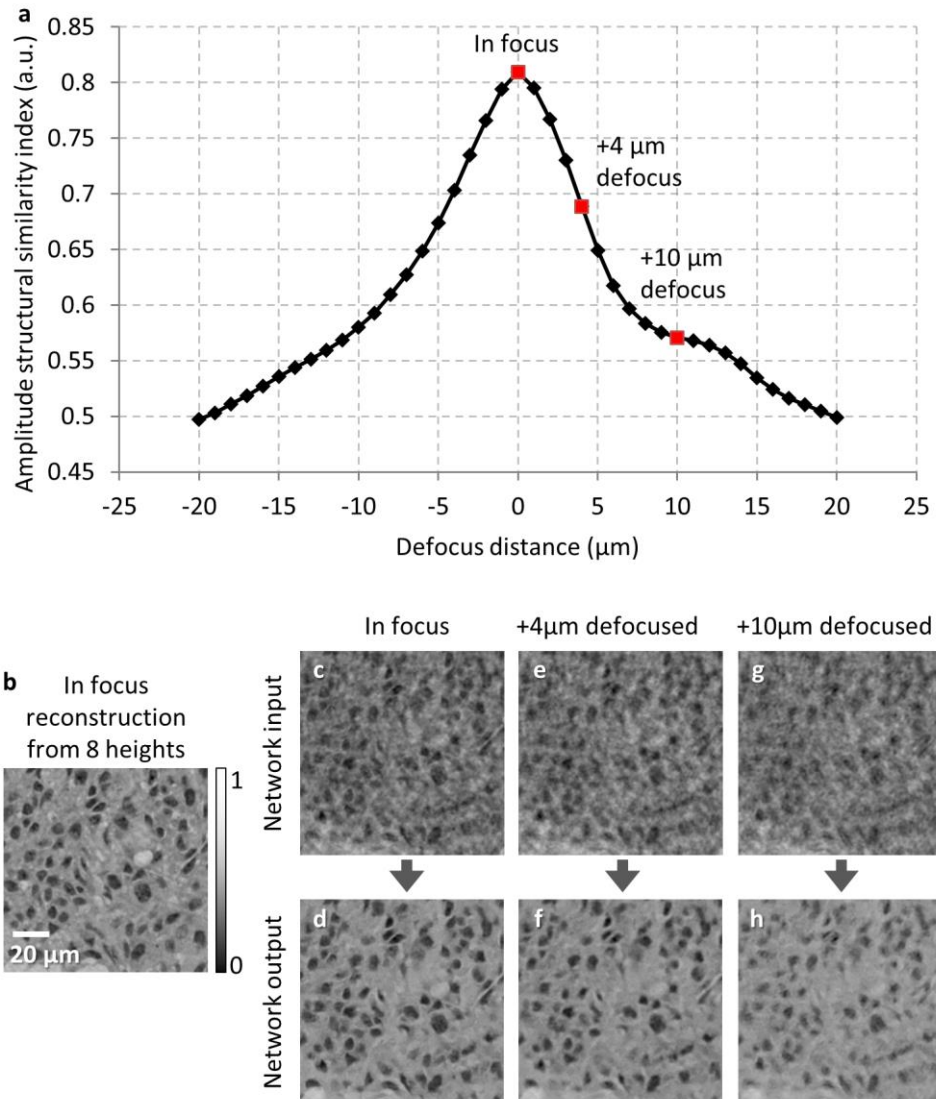 a
0.85
0.8
0.75
0.7
0.65
0.6
0.55
0.5
0.45
Amplitude structural similarity index (a.u.)
In focus
+4 μm
defocus
+10 μm
defocus
-25 -20 -15 -10 -5 0 5 10 15 20 25
Defocus distance (μm)
b
In focus
reconstruction
from 8 heights
1
0
20 μm
In focus +4μm defocused +10μm defocused
Network input
c e g
Network output
d f h